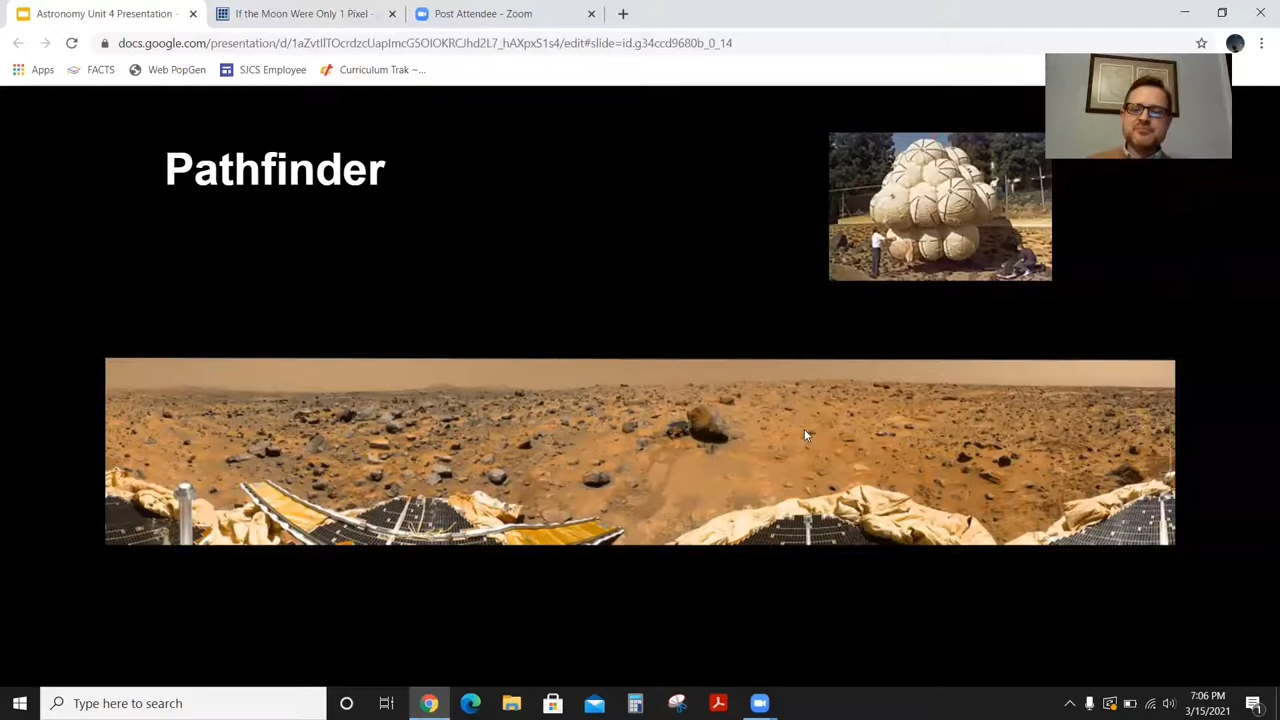 Astronomy Unit 4 Presentation -
If the Moon Were Only 1 Pixel -
Post Attendee - Zoom
docs.google.com/presentation/d/1aZvtIlTOcrdzcUapImcG5OIOKRCJhd2L7_hAXpxS1s4/edit#slide=id.g34ccd9680b_0_14
Apps
FACTS
Web PopGen
SJCS Employee
Curriculum Trak ~...
Pathfinder
Type here to search
7:06 PM
3/15/2021
1